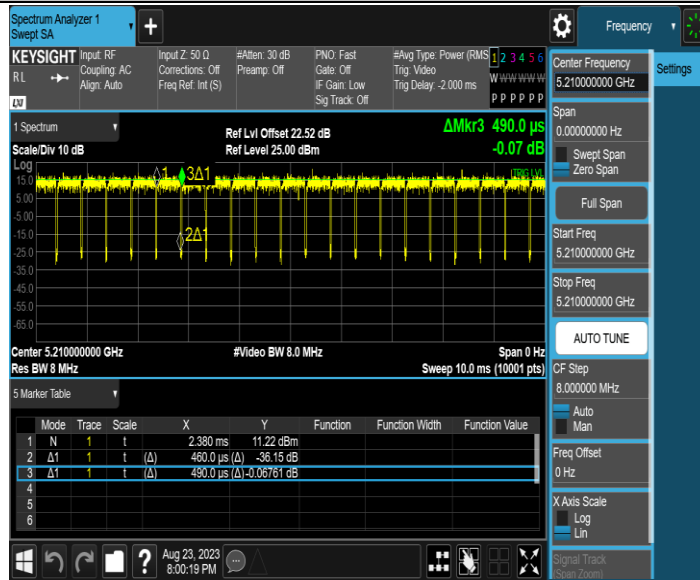 Spectrum Analyzer 1
Swept SA
+
Frequency
KEYSIGHT Input: RF Input Z: 50 Ω #Atten: 30 dB PNO: Fast #Avg Type: Power (RMS 1 2 3 4 5 6
RL Coupling: AC Corrections: Off Preamp: Off Gate: Off Trig: Video W W W W W W
Align: Auto Freq Ref: Int (S) IF Gain: Low Trig Delay: -2.000 ms
LXI Sig Track: Off P P P P P P
1 Spectrum
Ref Lvl Offset 22.52 dB ΔMkr3 490.0 µs
Scale/Div 10 dB Ref Level 25.00 dBm -0.07 dB
Log
15.0
5.00
-5.00
-15.0
-25.0
-35.0
-45.0
-55.0
-65.0
1 3Δ1 TRIG LVL
2Δ1
Center 5.210000000 GHz #Video BW 8.0 MHz Span 0 Hz
Res BW 8 MHz Sweep 10.0 ms (10001 pts)
5 Marker Table
Mode Trace Scale X Y Function Function Width Function Value
1 N 1 t 2.380 ms 11.22 dBm
2 Δ1 1 t (Δ) 460.0 µs (Δ) -36.15 dB
3 Δ1 1 t (Δ) 490.0 µs (Δ) -0.06761 dB
4
5
6
Aug 23, 2023
8:00:19 PM
?
Center Frequency
5.210000000 GHz
Settings
Span
0.00000000 Hz
Swept Span
Zero Span
Full Span
Start Freq
5.210000000 GHz
Stop Freq
5.210000000 GHz
AUTO TUNE
CF Step
8.000000 MHz
Auto
Man
Freq Offset
0 Hz
X Axis Scale
Log
Lin
Signal Track
(Span Zoom)